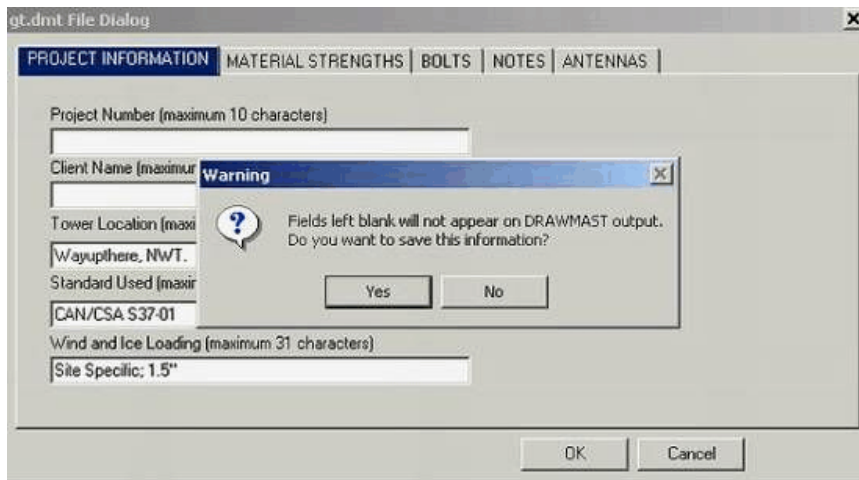 gt.dmt File Dialog
PROJECT INFORMATION MATERIAL STRENGTHS BOLTS NOTES ANTENNAS
Project Number (maximum 10 characters)
Client Name (maximum
Warning
Fields left blank will not appear on DRAWMAST output.
Do you want to save this information?
Yes No
Tower Location (maxi
Wayupthere, NWT.
Standard Used (maxim
CAN/CSA S37-01
Wind and Ice Loading (maximum 31 characters)
Site Specific; 1.5"
OK Cancel